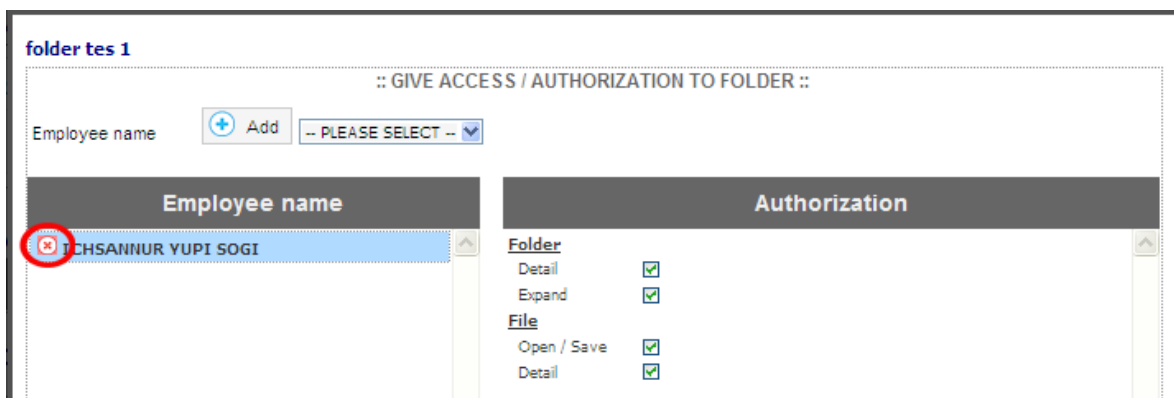 folder tes 1
:: GIVE ACCESS / AUTHORIZATION TO FOLDER ::
Employee name Add -- PLEASE SELECT --
Employee name Authorization
ICHSANNUR YUPI SOGI
Folder
Detail
Expand
File
Open / Save
Detail